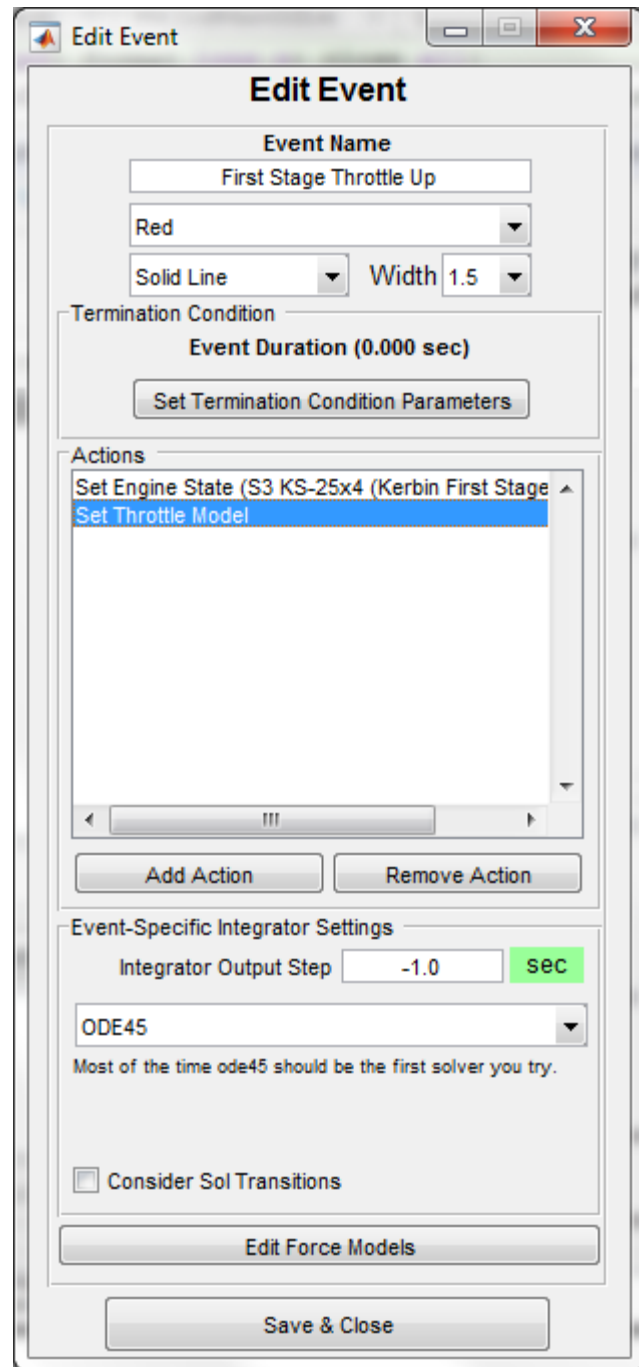 Edit Event
Edit Event
Event Name
First Stage Throttle Up
Red
Solid Line Width 1.5
Termination Condition
Event Duration (0.000 sec)
Set Termination Condition Parameters
Actions
Set Engine State (S3 KS-25x4 (Kerbin First Stage
Set Throttle Model
Add Action Remove Action
Event-Specific Integrator Settings
Integrator Output Step -1.0 sec
ODE45
Most of the time ode45 should be the first solver you try.
Consider SoI Transitions
Edit Force Models
Save & Close